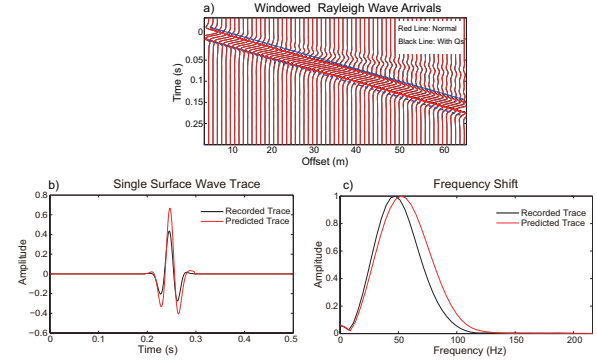 a) Windowed Rayleigh Wave Arrivals
Red Line: Normal
Black Line: With Qs
0
0.05
0.15
0.25
Time (s)
10 20 30 40 50 60
Offset (m)
b) Single Surface Wave Trace
Recorded Trace
Predicted Trace
0.8
0.6
0.4
0.2
0
−0.2
−0.4
−0.6
Amplitude
0 0.1 0.2 0.3 0.4 0.5
Time (s)
c) Frequency Shift
Recorded Trace
Predicted Trace
1
0.8
0.6
0.4
0.2
0
Amplitude
0 50 100 150 200
Frequency (Hz)